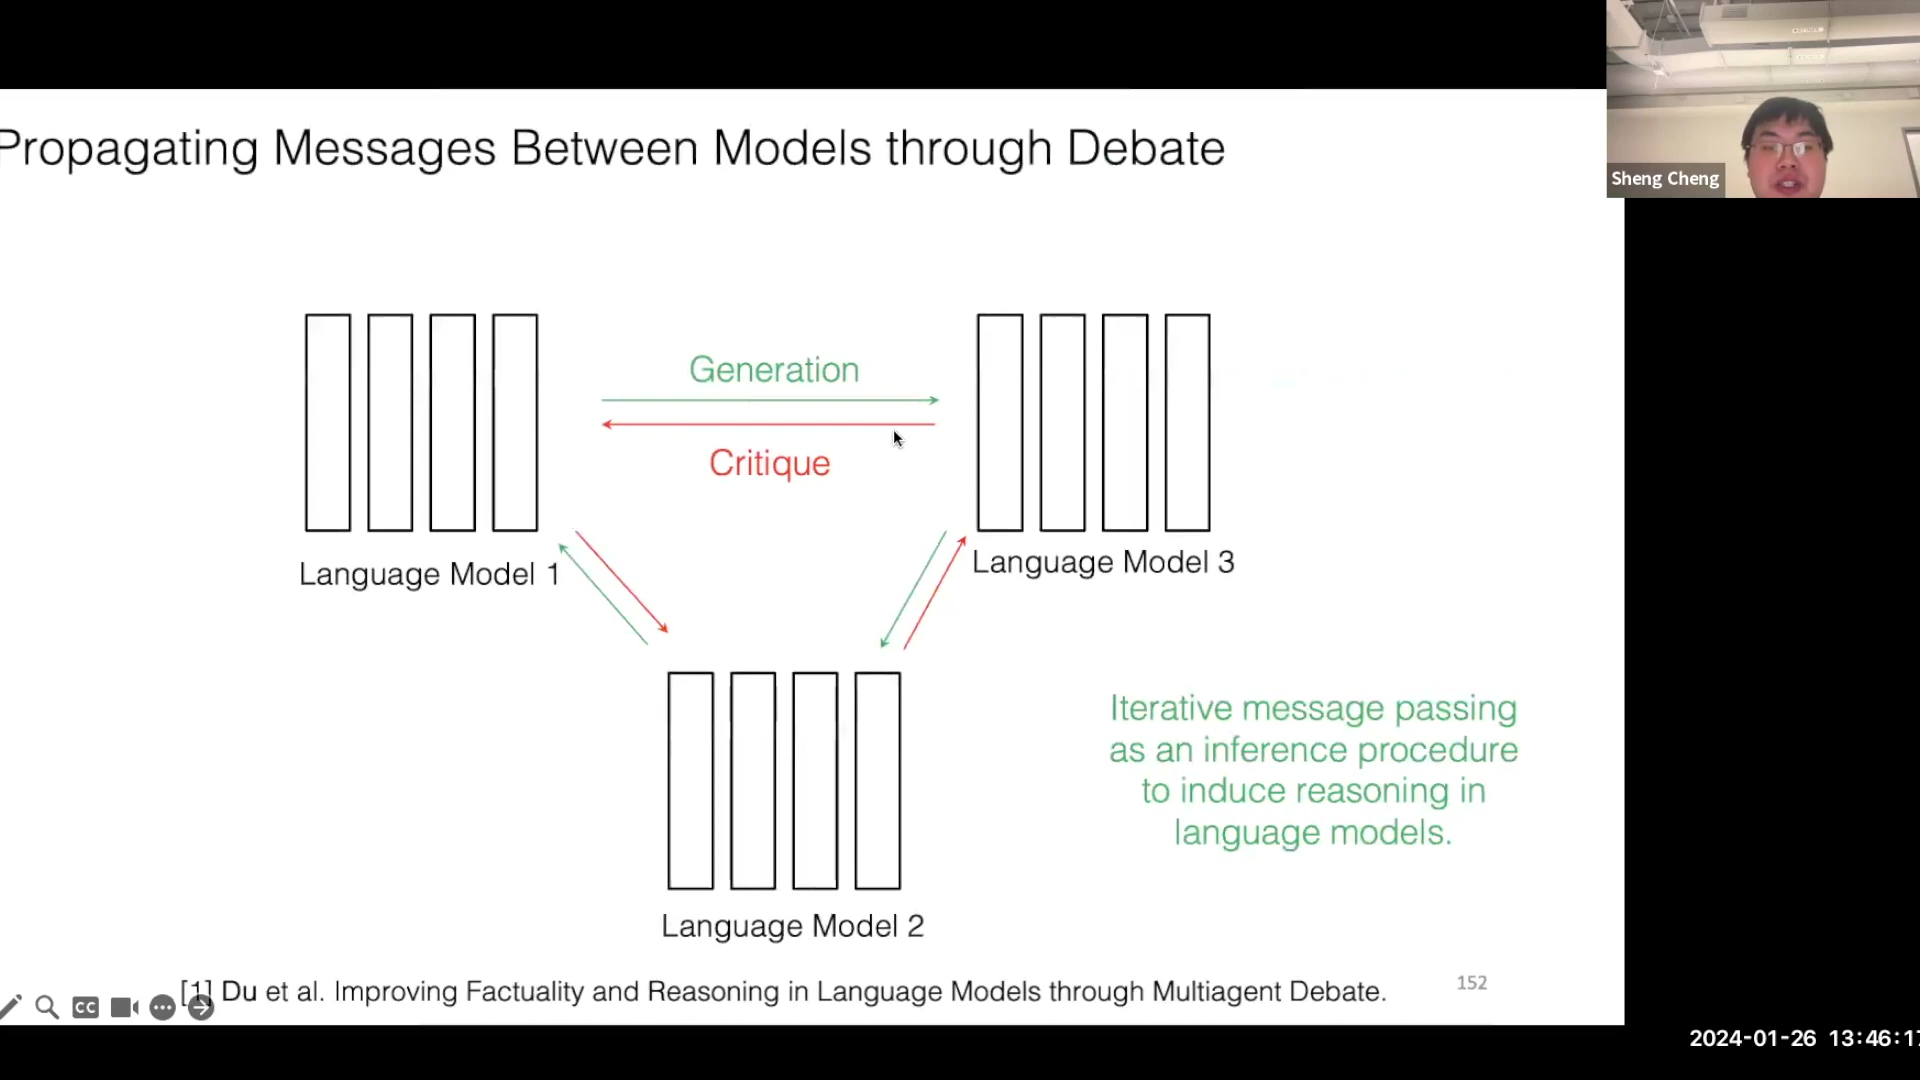 Propagating Messages Between Models through Debate
Sheng Cheng
Generation
Critique
Language Model 1
Language Model 3
Iterative message passing
as an inference procedure
to induce reasoning in
language models.
Language Model 2
[1] Du et al. Improving Factuality and Reasoning in Language Models through Multiagent Debate.
152
CC
2024-01-26 13:46:17